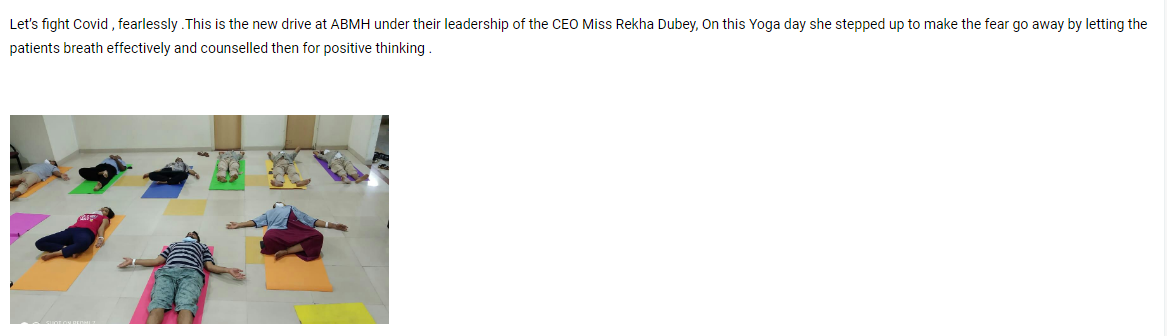 Let's fight Covid , fearlessly .This is the new drive at ABMH under their leadership of the CEO Miss Rekha Dubey, On this Yoga day she stepped up to make the fear go away by letting the
patients breath effectively and counselled then for positive thinking .